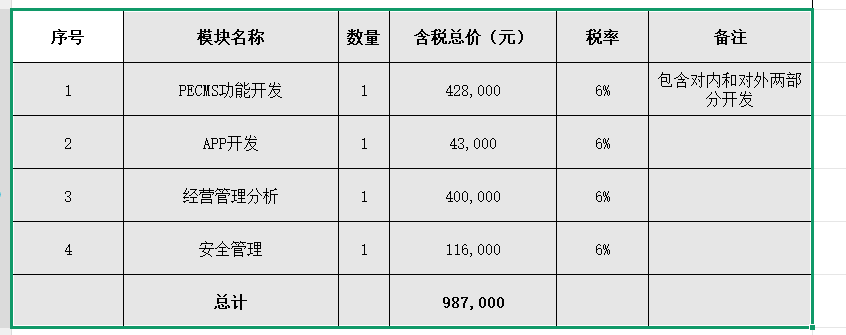 序号 模块名称 数量 含税总价（元） 税率 备注
1 PECMS功能开发 1 428,000 6% 包含对内和对外两部
分开发
2 APP开发 1 43,000 6%
3 经营管理分析 1 400,000 6%
4 安全管理 1 116,000 6%
总计 987,000